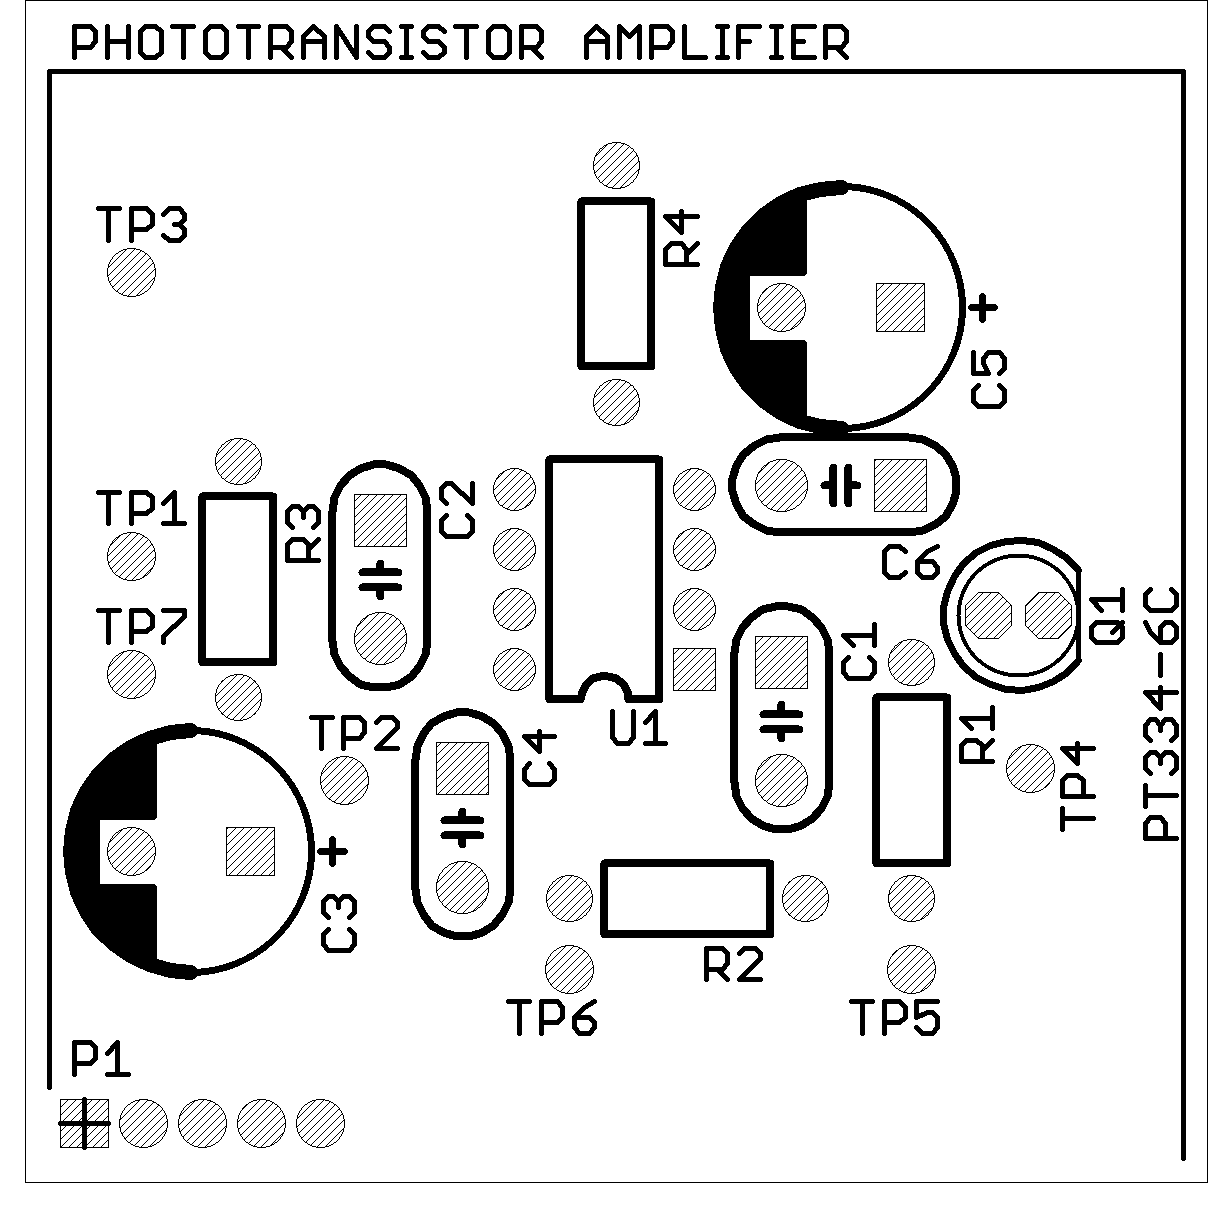 PHOTOTRANSISTOR AMPLIFIER
TP3
R4
+
C5
TP1
R3
C2
C6
Q1
PT334-6C
TP7
C1
TP2
C4
U1
R1
TP4
+
C3
R2
TP6
TP5
P1